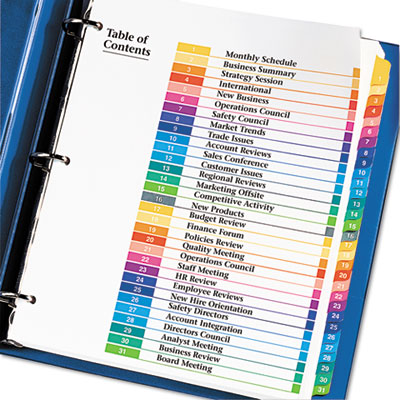 Table of
Contents
1 Monthly Schedule
2 Business Summary
3 Strategy Session
4 International
5 New Business
6 Operations Council
7 Safety Council
8 Market Trends
9 Trade Issues
10 Account Reviews
11 Sales Conference
12 Customer Issues
13 Regional Reviews
14 Marketing Offsite
15 Competitive Activity
16 New Products
17 Budget Review
18 Finance Forum
19 Policies Review
20 Quality Meeting
21 Operations Council
22 Staff Meeting
23 HR Review
24 Employee Reviews
25 New Hire Orientation
26 Safety Directors
27 Account Integration
28 Directors Council
29 Analyst Meeting
30 Business Review
31 Board Meeting